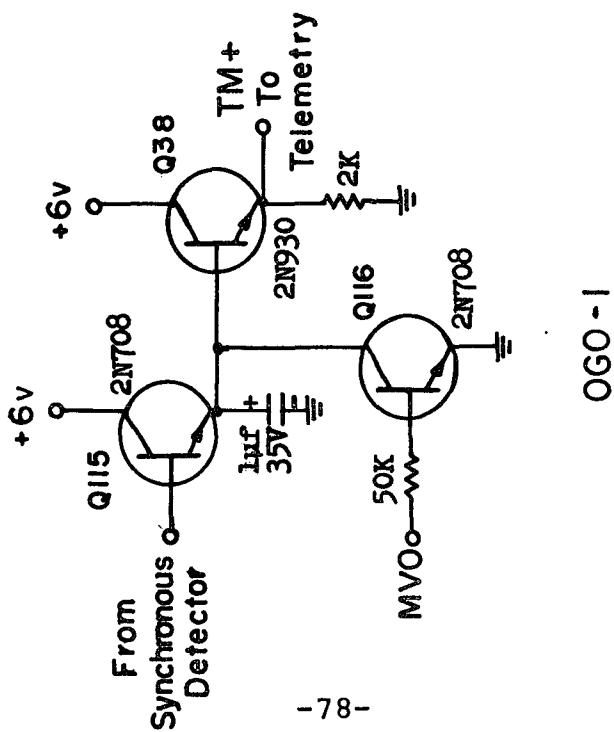 +6v
+6v
Q115
2N708
Q38
From
Synchronous
Detector
TM+
To
Telemetry
1µf +
35V
2N930
2K
Q116
50K
MVO
2N708
OGO-1
-78-